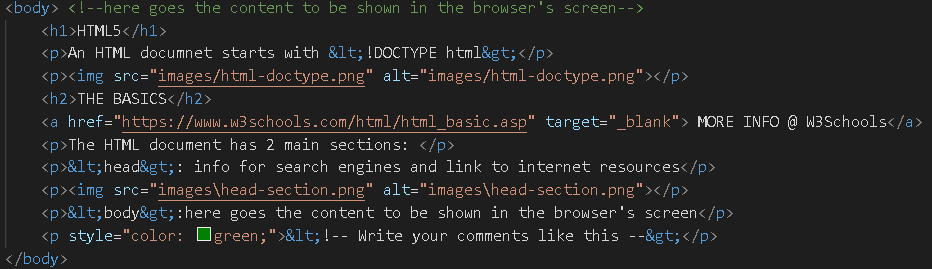 <body> <!--here goes the content to be shown in the browser's screen-->
<h1>HTML5</h1>
<p>An HTML documnet starts with &lt;!DOCTYPE html&gt;</p>
<p><img src="images/html-doctype.png" alt="images/html-doctype.png"></p>
<h2>THE BASICS</h2>
<a href="https://www.w3schools.com/html/html_basic.asp" target="_blank"> MORE INFO @ W3Schools</a>
<p>The HTML document has 2 main sections: </p>
<p>&lt;head&gt;: info for search engines and link to internet resources</p>
<p><img src="images\head-section.png" alt="images\head-section.png"></p>
<p>&lt;body&gt;:here goes the content to be shown in the browser's screen</p>
<p style="color: green;">&lt;!-- Write your comments like this --&gt;</p>
</body>